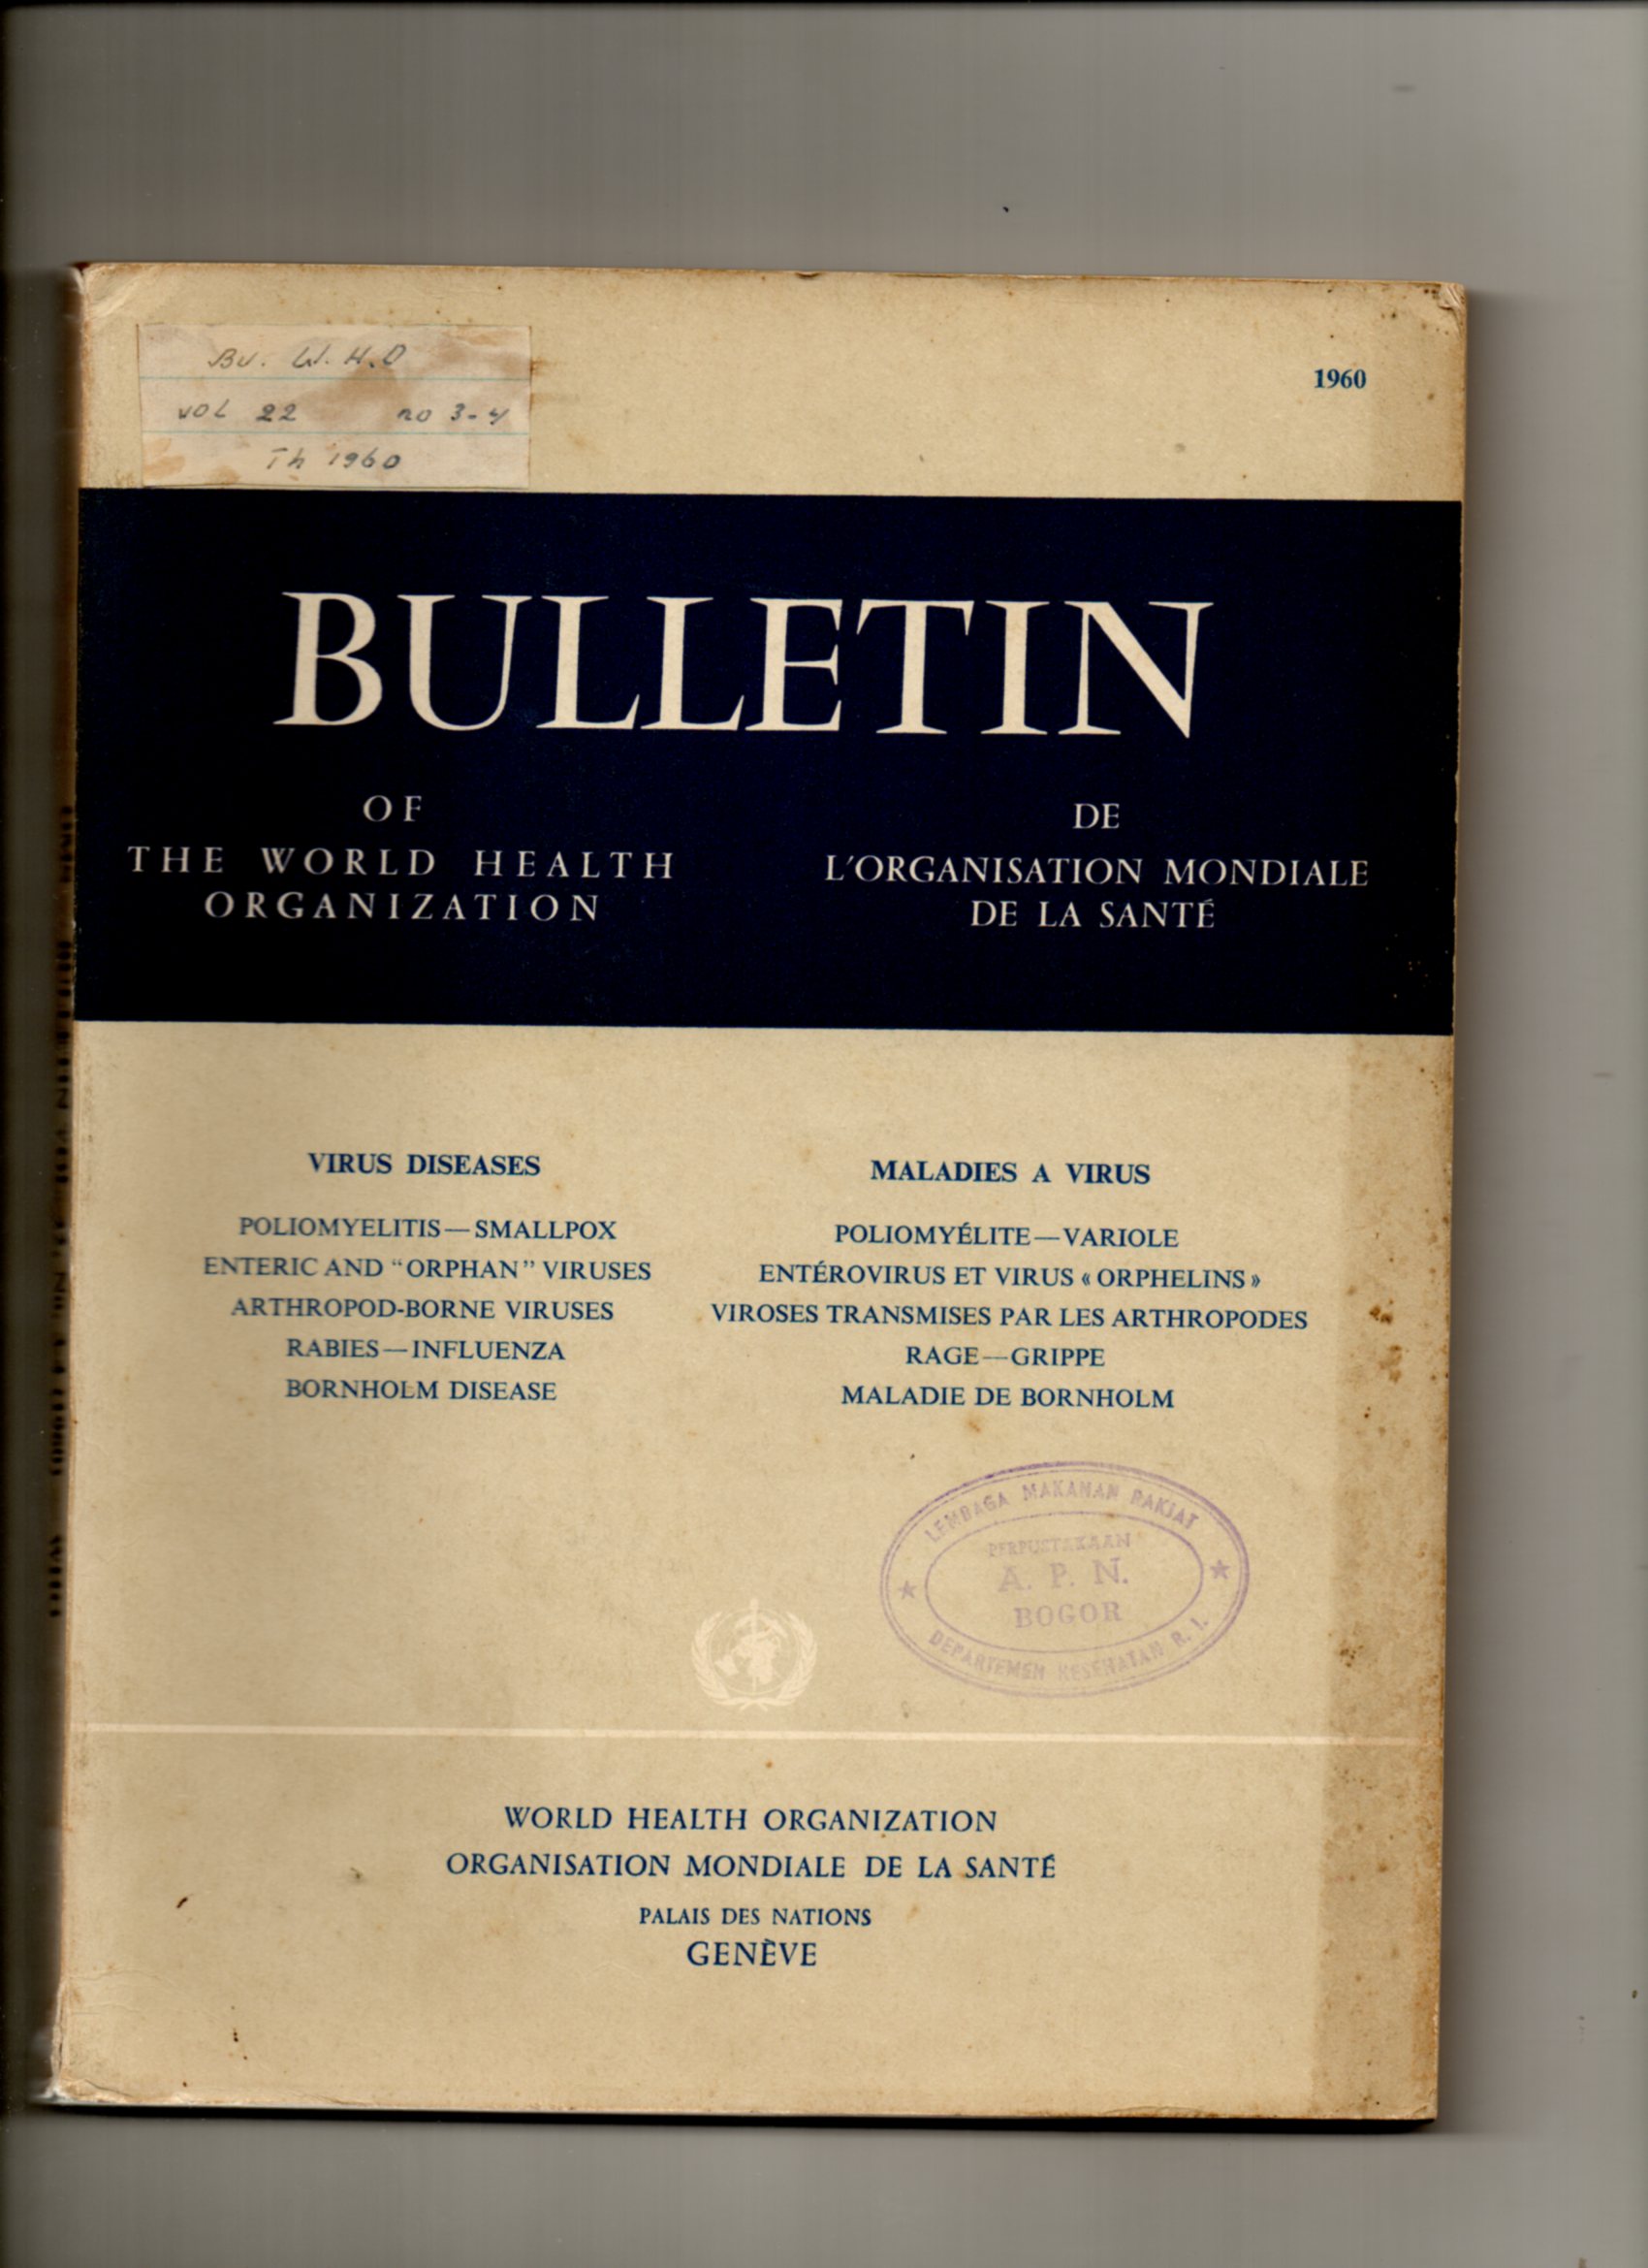 Bu. W.H.O
vol 22 no 3-4
Th 1960
1960
BULLETIN
OF
THE WORLD HEALTH
ORGANIZATION
DE
L'ORGANISATION MONDIALE
DE LA SANTÉ
VIRUS DISEASES
POLIOMYELITIS—SMALLPOX
ENTERIC AND “ORPHAN” VIRUSES
ARTHROPOD-BORNE VIRUSES
RABIES—INFLUENZA
BORNHOLM DISEASE
MALADIES A VIRUS
POLIOMYÉLITE—VARIOLE
ENTÉROVIRUS ET VIRUS « ORPHELINS »
VIROSES TRANSMISES PAR LES ARTHROPODES
RAGE—GRIPPE
MALADIE DE BORNHOLM
LEMBAGA MAKANAN RAKJAT
PERPUSTAKAAN
A. P. N.
BOGOR
DEPARTEMEN KESEHATAN R. I.
WORLD HEALTH ORGANIZATION
ORGANISATION MONDIALE DE LA SANTÉ
PALAIS DES NATIONS
GENÈVE